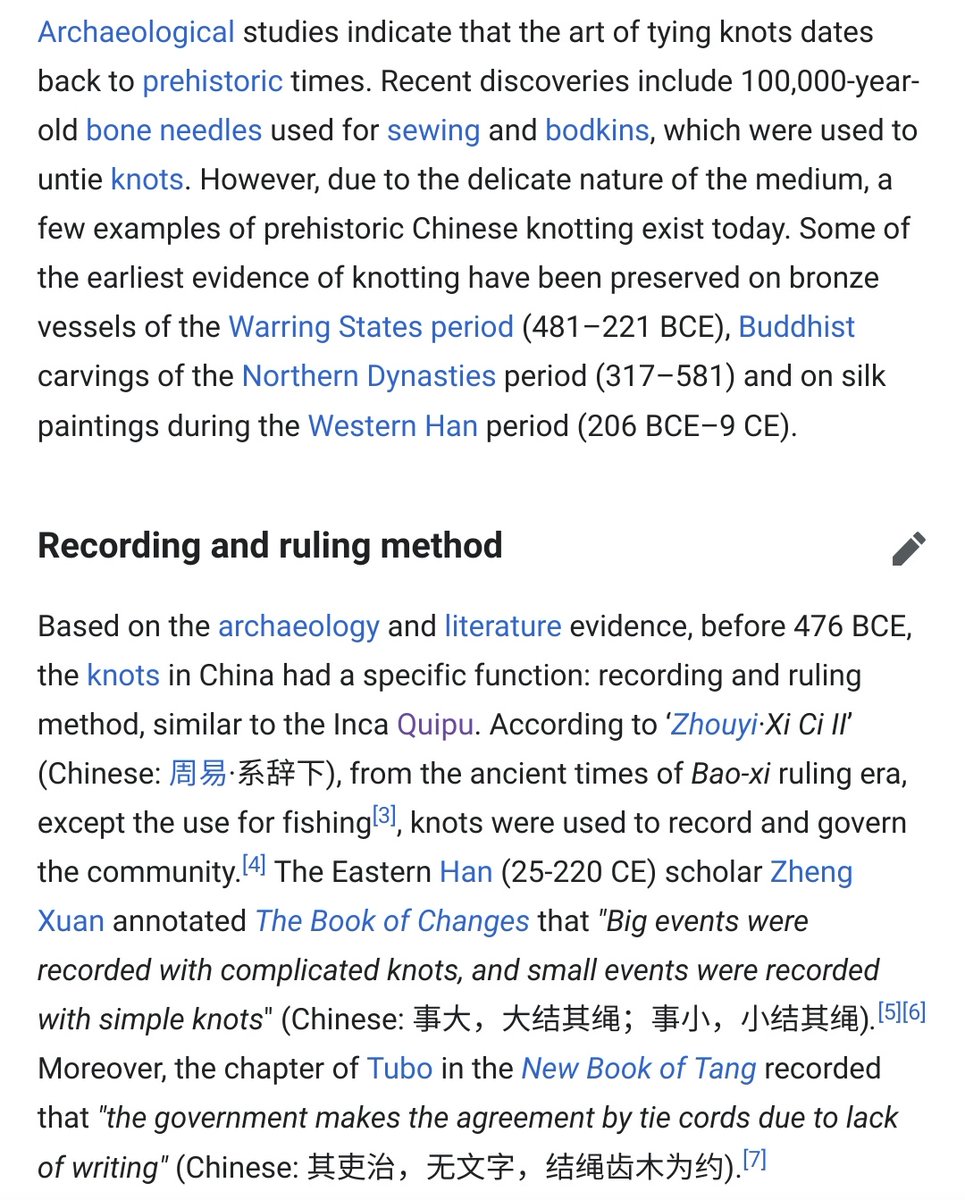 Archaeological studies indicate that the art of tying knots dates
back to prehistoric times. Recent discoveries include 100,000-year-
old bone needles used for sewing and bodkins, which were used to
untie knots. However, due to the delicate nature of the medium, a
few examples of prehistoric Chinese knotting exist today. Some of
the earliest evidence of knotting have been preserved on bronze
vessels of the Warring States period (481–221 BCE), Buddhist
carvings of the Northern Dynasties period (317–581) and on silk
paintings during the Western Han period (206 BCE–9 CE).
Recording and ruling method
Based on the archaeology and literature evidence, before 476 BCE,
the knots in China had a specific function: recording and ruling
method, similar to the Inca Quipu. According to ‘Zhouyi·Xi Ci II’
(Chinese: 周易·系辞下), from the ancient times of Bao-xi ruling era,
except the use for fishing[3], knots were used to record and govern
the community.[4] The Eastern Han (25-220 CE) scholar Zheng
Xuan annotated The Book of Changes that "Big events were
recorded with complicated knots, and small events were recorded
with simple knots" (Chinese: 事大，大结其绳；事小，小结其绳).[5][6]
Moreover, the chapter of Tubo in the New Book of Tang recorded
that "the government makes the agreement by tie cords due to lack
of writing" (Chinese: 其吏治，无文字，结绳齿木为约).[7]